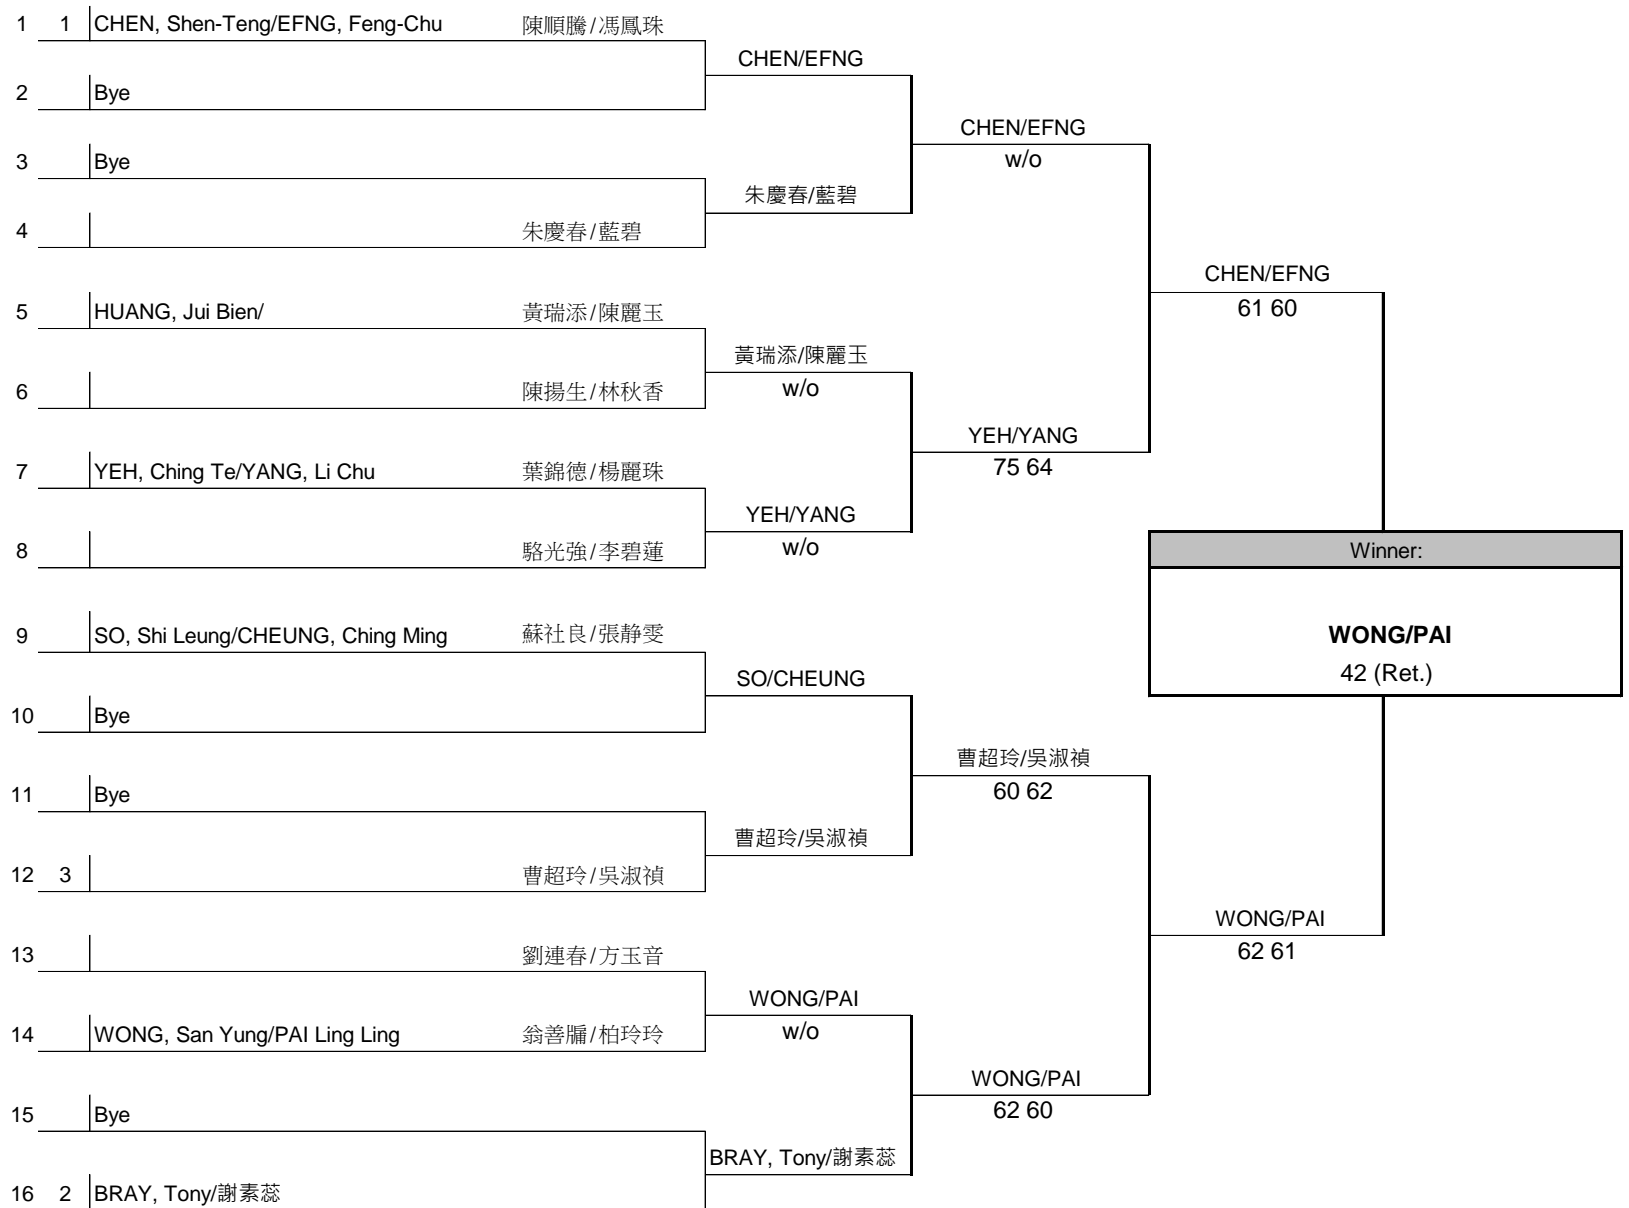 1 1 CHEN, Shen-Teng/EFNG, Feng-Chu 陳順騰/馮鳳珠
CHEN/EFNG
2 Bye
CHEN/EFNG
w/o
3 Bye
朱慶春/藍碧
4 朱慶春/藍碧
CHEN/EFNG
61 60
5 HUANG, Jui Bien/ 黃瑞添/陳麗玉
黃瑞添/陳麗玉
w/o
6 陳揚生/林秋香
YEH/YANG
75 64
7 YEH, Ching Te/YANG, Li Chu 葉錦德/楊麗珠
YEH/YANG
w/o
8 駱光強/李碧蓮
Winner:
WONG/PAI
42 (Ret.)
9 SO, Shi Leung/CHEUNG, Ching Ming 蘇社良/張静雯
SO/CHEUNG
10 Bye
曹超玲/吳淑禎
60 62
11 Bye
曹超玲/吳淑禎
12 3 曹超玲/吳淑禎
WONG/PAI
62 61
13 劉連春/方玉音
WONG/PAI
w/o
14 WONG, San Yung/PAI Ling Ling 翁善牅/柏玲玲
WONG/PAI
62 60
15 Bye
BRAY, Tony/謝素蕊
16 2 BRAY, Tony/謝素蕊